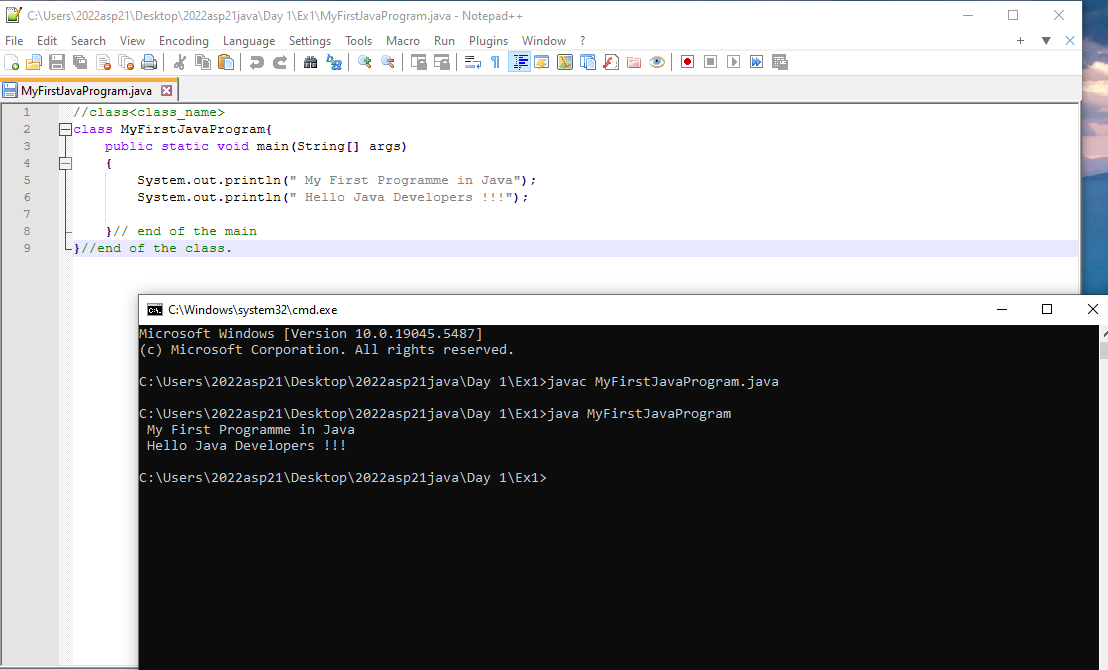 C:\Users\2022asp21\Desktop\2022asp21java\Day 1\Ex1\MyFirstJavaProgram.java - Notepad++
File Edit Search View Encoding Language Settings Tools Macro Run Plugins Window ?
MyFirstJavaProgram.java
1 //class<class_name>
2 class MyFirstJavaProgram{
3     public static void main(String[] args)
4     {
5         System.out.println(" My First Programme in Java");
6         System.out.println(" Hello Java Developers !!!");
7
8     }// end of the main
9 }//end of the class.
C:\Windows\system32\cmd.exe
Microsoft Windows [Version 10.0.19045.5487]
(c) Microsoft Corporation. All rights reserved.
C:\Users\2022asp21\Desktop\2022asp21java\Day 1\Ex1>javac MyFirstJavaProgram.java
C:\Users\2022asp21\Desktop\2022asp21java\Day 1\Ex1>java MyFirstJavaProgram
 My First Programme in Java
 Hello Java Developers !!!
C:\Users\2022asp21\Desktop\2022asp21java\Day 1\Ex1>